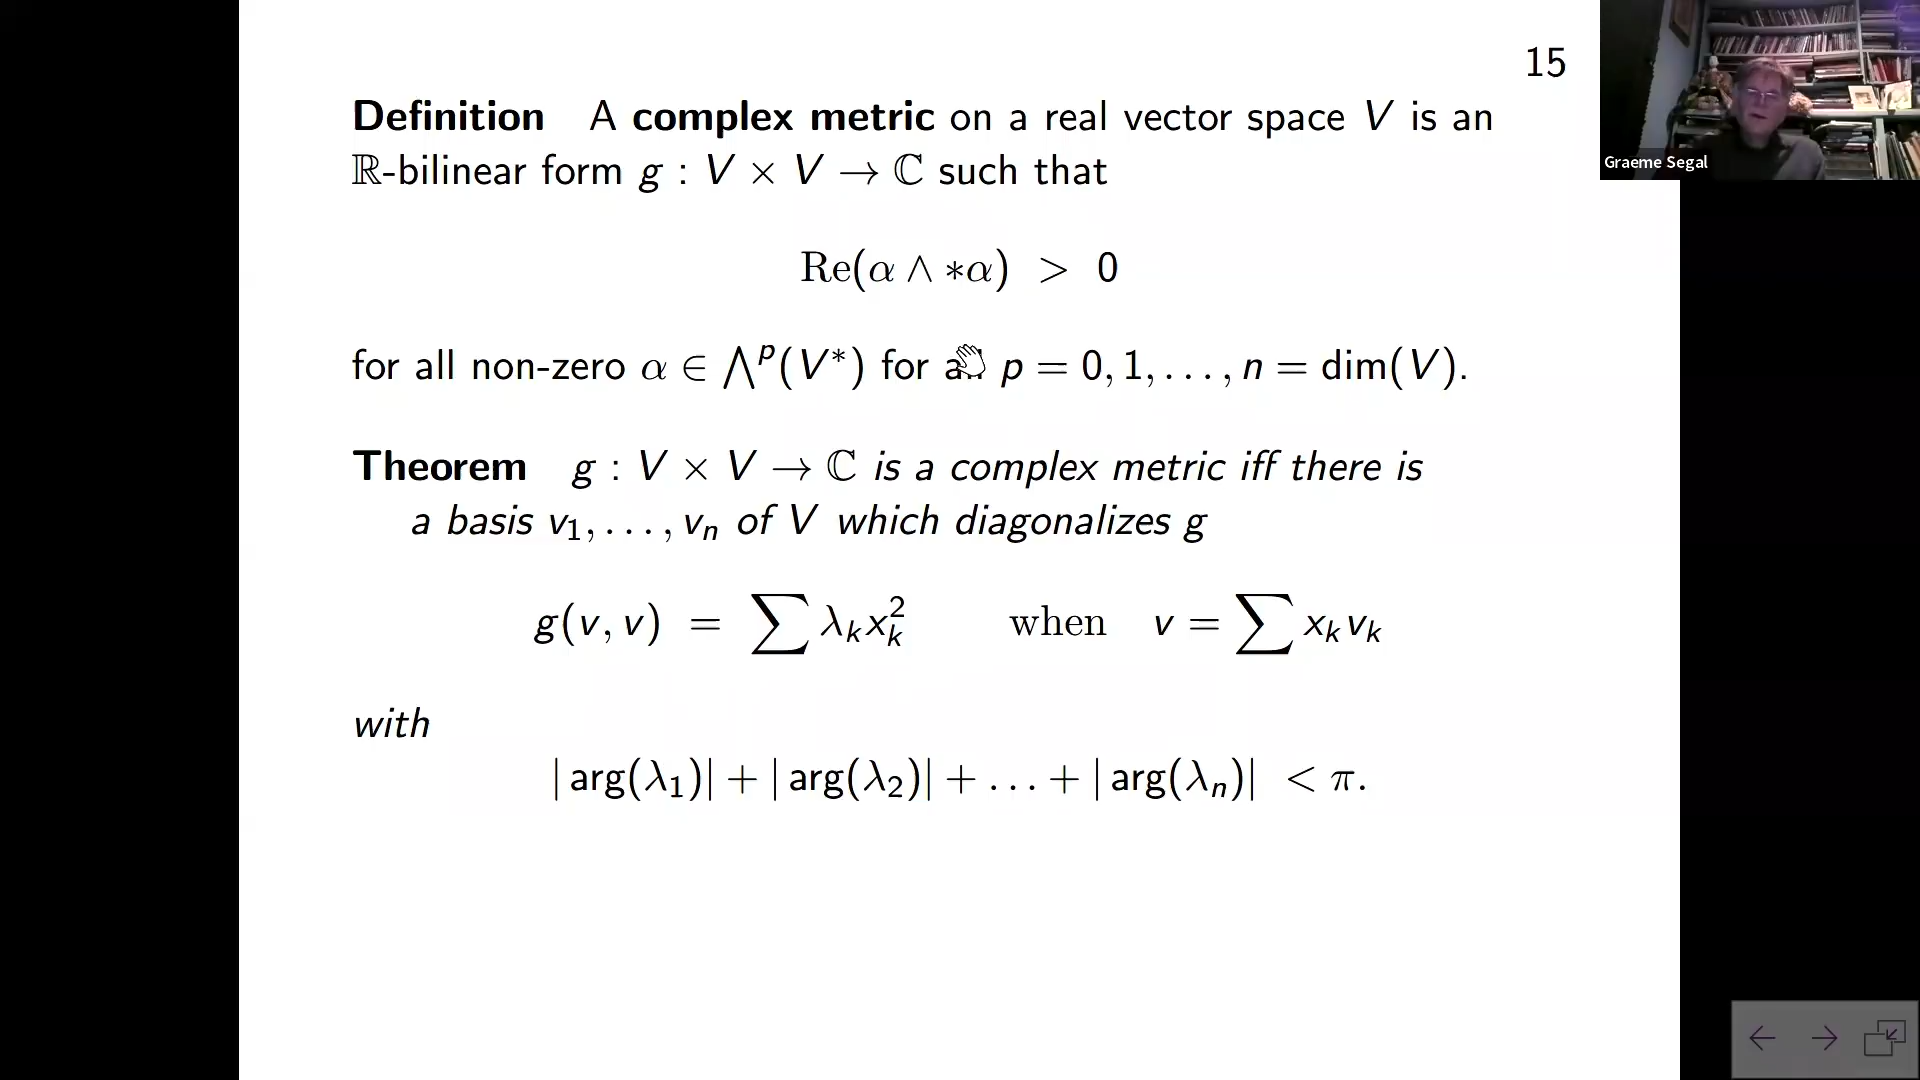 15
Definition A complex metric on a real vector space V is an
ℝ-bilinear form g : V × V → ℂ such that
Re(α ∧ ∗α) > 0
for all non-zero α ∈ ⋀ᵖ(V*) for all p = 0, 1, . . . , n = dim(V).
Theorem g : V × V → ℂ is a complex metric iff there is
a basis v₁, . . . , vₙ of V which diagonalizes g
g(v, v) = ∑ λₖxₖ² when v = ∑ xₖvₖ
with
| arg(λ₁)| + | arg(λ₂)| + . . . + | arg(λₙ)| < π.
Graeme Segal